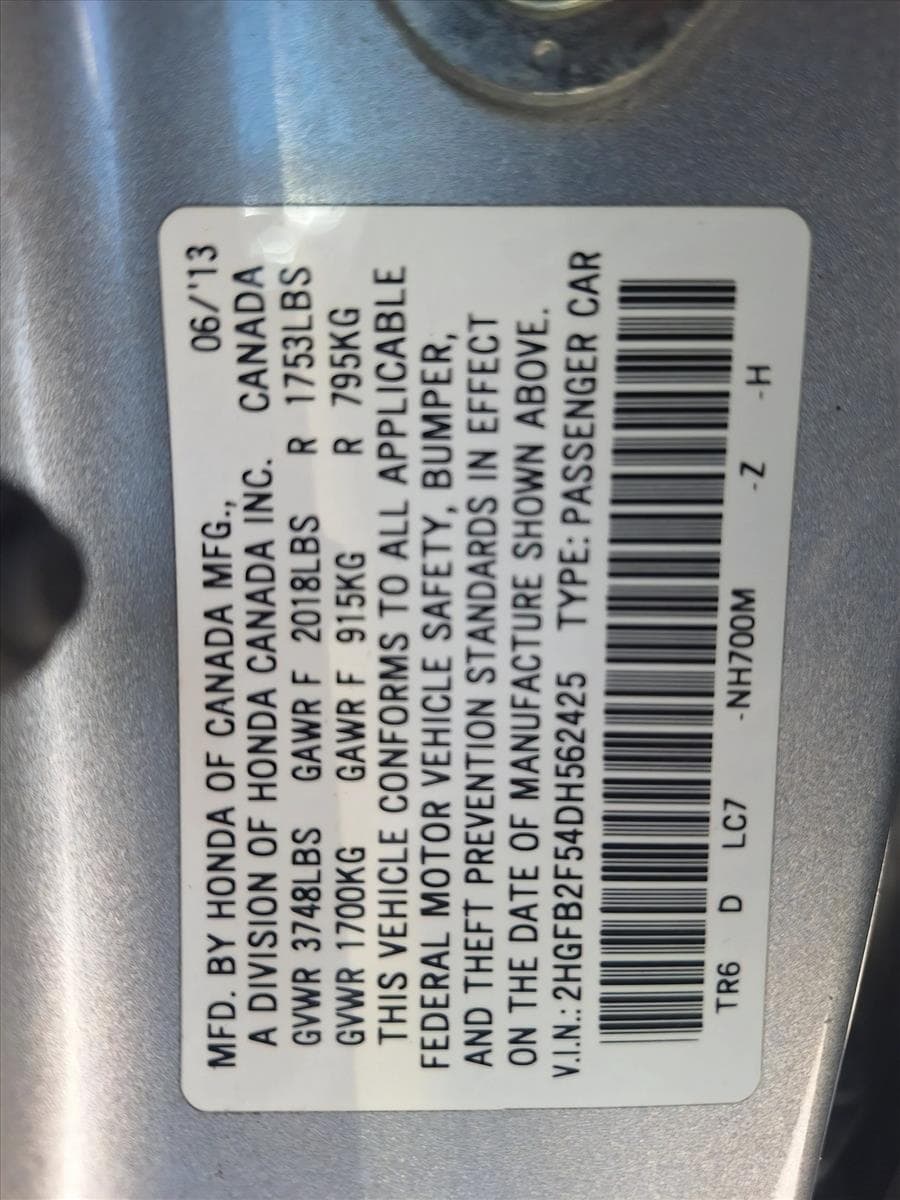 MFD. BY HONDA OF CANADA MFG., 06/'13
A DIVISION OF HONDA CANADA INC. CANADA
GVWR 3748LBS GAWR F 2018LBS R 1753LBS
GVWR 1700KG GAWR F 915KG R 795KG
THIS VEHICLE CONFORMS TO ALL APPLICABLE
FEDERAL MOTOR VEHICLE SAFETY, BUMPER,
AND THEFT PREVENTION STANDARDS IN EFFECT
ON THE DATE OF MANUFACTURE SHOWN ABOVE.
V.I.N.: 2HGFB2F54DH562425 TYPE: PASSENGER CAR
TR6 D LC7 -NH700M -Z -H